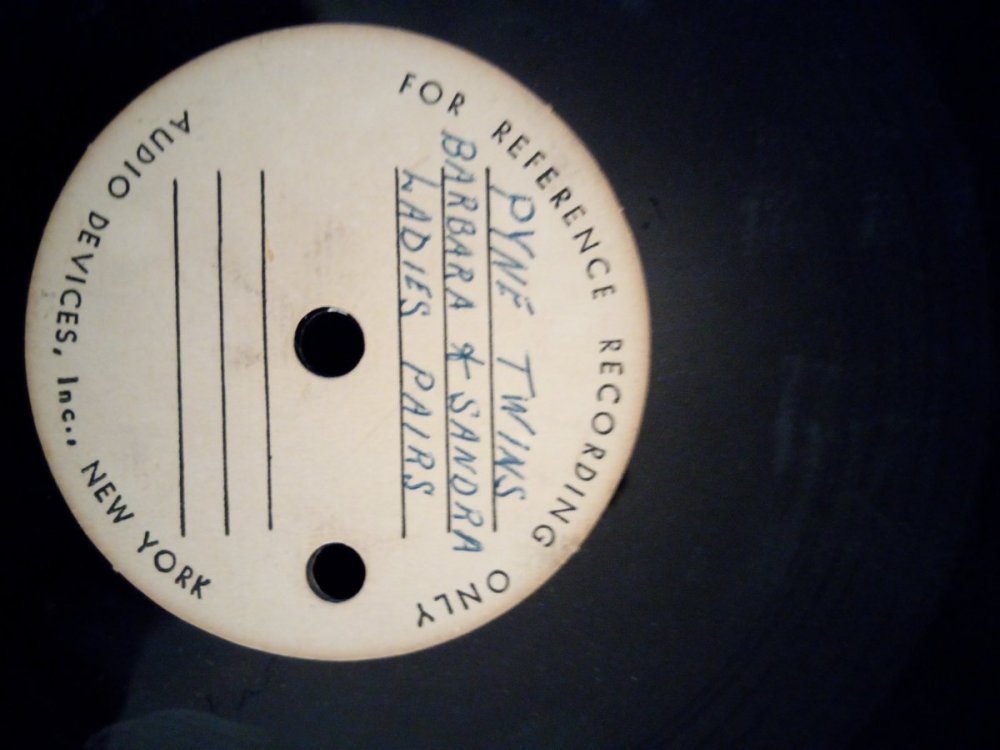 FOR REFERENCE RECORDING ONLY
PYNE TWINS
BARBARA & SANDRA
LADIES PAIRS
AUDIO DEVICES, Inc., NEW YORK